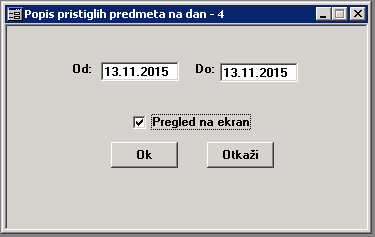 Popis pristiglih predmeta na dan - 4
Od: 13.11.2015 Do: 13.11.2015
Pregled na ekran
Ok Otkaži